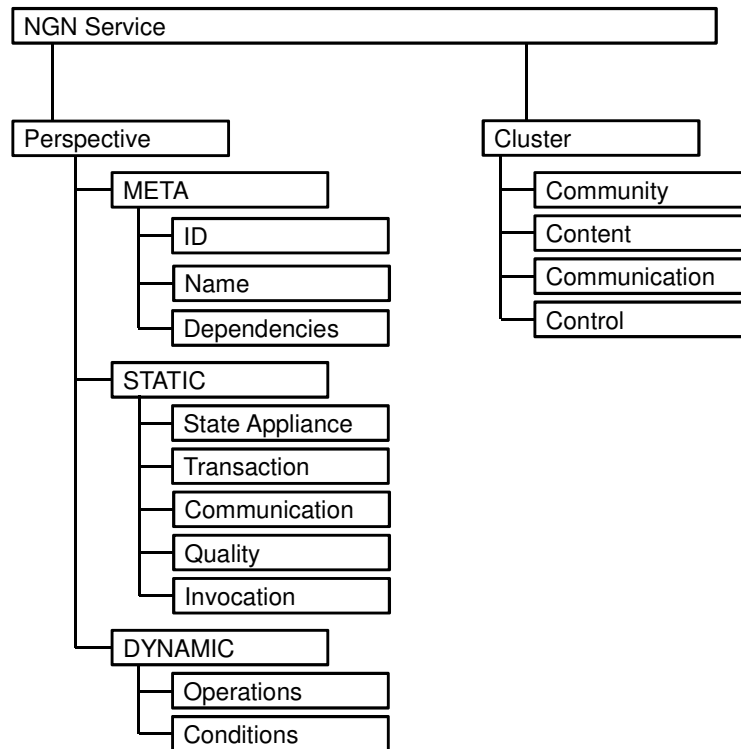 NGN Service
Perspective
Cluster
META
ID
Name
Dependencies
STATIC
State Appliance
Transaction
Communication
Quality
Invocation
DYNAMIC
Operations
Conditions
Community
Content
Communication
Control